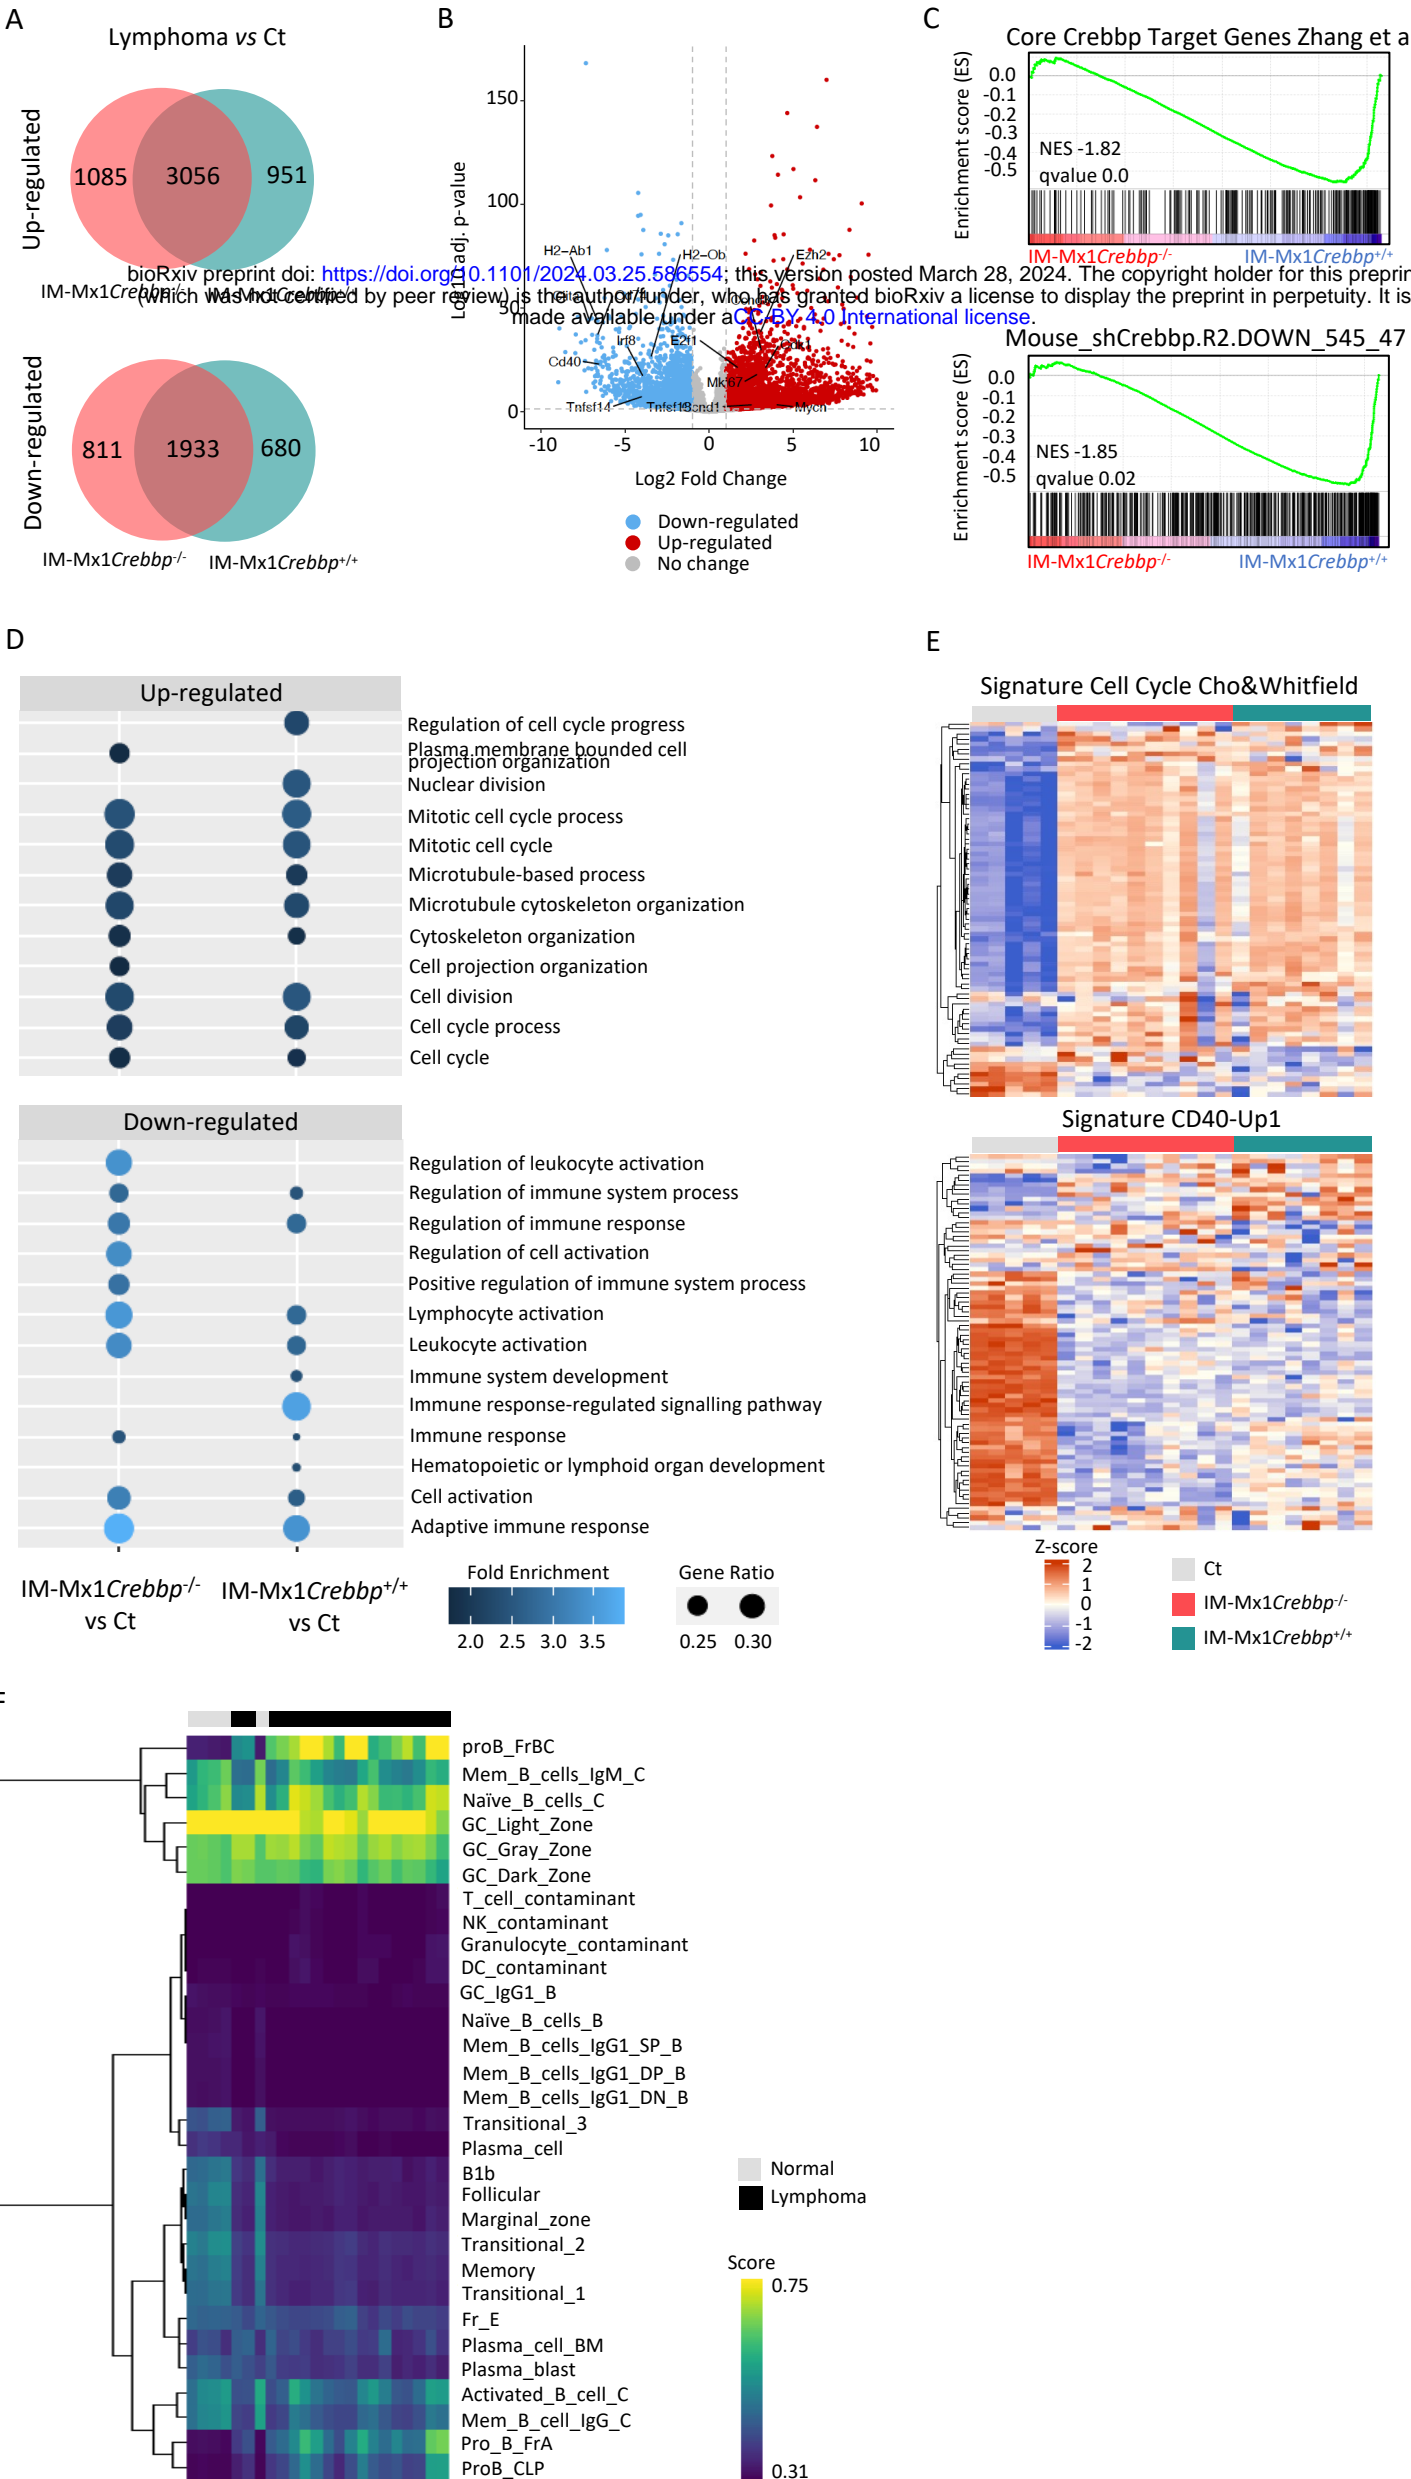 A
Lymphoma vs Ct
Up-regulated
1085 3056 951
IM-Mx1Crebbp-/- IM-Mx1Crebbp+/+
Down-regulated
811 1933 680
IM-Mx1Crebbp-/- IM-Mx1Crebbp+/+
B
Log10 adj. p-value
150
100
50
0
H2-Ab1
H2-Ob
Ezh2
Irf8
E2f1
Cd40
Mki67
Cdk1
Tnfsf14
Ccnd1
Mycn
-10 -5 0 5 10
Log2 Fold Change
Down-regulated
Up-regulated
No change
C
Core Crebbp Target Genes Zhang et a
Enrichment score (ES)
0.0
-0.1
-0.2
-0.3
-0.4
-0.5
NES -1.82
qvalue 0.0
IM-Mx1Crebbp-/- IM-Mx1Crebbp+/+
bioRxiv preprint doi: https://doi.org/10.1101/2024.03.25.586554; this version posted March 28, 2024. The copyright holder for this preprin
(which was not certified by peer review) is the author/funder, who has granted bioRxiv a license to display the preprint in perpetuity. It is
made available under aCC-BY 4.0 International license.
Mouse_shCrebbp.R2.DOWN_545_47
Enrichment score (ES)
0.0
-0.1
-0.2
-0.3
-0.4
-0.5
NES -1.85
qvalue 0.02
IM-Mx1Crebbp-/- IM-Mx1Crebbp+/+
D
Up-regulated
Regulation of cell cycle progress
Plasma membrane bounded cell
projection organization
Nuclear division
Mitotic cell cycle process
Mitotic cell cycle
Microtubule-based process
Microtubule cytoskeleton organization
Cytoskeleton organization
Cell projection organization
Cell division
Cell cycle process
Cell cycle
Down-regulated
Regulation of leukocyte activation
Regulation of immune system process
Regulation of immune response
Regulation of cell activation
Positive regulation of immune system process
Lymphocyte activation
Leukocyte activation
Immune system development
Immune response-regulated signalling pathway
Immune response
Hematopoietic or lymphoid organ development
Cell activation
Adaptive immune response
IM-Mx1Crebbp-/- IM-Mx1Crebbp+/+
vs Ct vs Ct
Fold Enrichment
2.0 2.5 3.0 3.5
Gene Ratio
0.25 0.30
E
Signature Cell Cycle Cho&Whitfield
Signature CD40-Up1
Z-score
2
1
0
-1
-2
Ct
IM-Mx1Crebbp-/-
IM-Mx1Crebbp+/+
proB_FrBC
Mem_B_cells_IgM_C
Naïve_B_cells_C
GC_Light_Zone
GC_Gray_Zone
GC_Dark_Zone
T_cell_contaminant
NK_contaminant
Granulocyte_contaminant
DC_contaminant
GC_IgG1_B
Naïve_B_cells_B
Mem_B_cells_IgG1_SP_B
Mem_B_cells_IgG1_DP_B
Mem_B_cells_IgG1_DN_B
Transitional_3
Plasma_cell
B1b
Follicular
Marginal_zone
Transitional_2
Memory
Transitional_1
Fr_E
Plasma_cell_BM
Plasma_blast
Activated_B_cell_C
Mem_B_cell_IgG_C
Pro_B_FrA
ProB_CLP
Normal
Lymphoma
Score
0.75
0.31